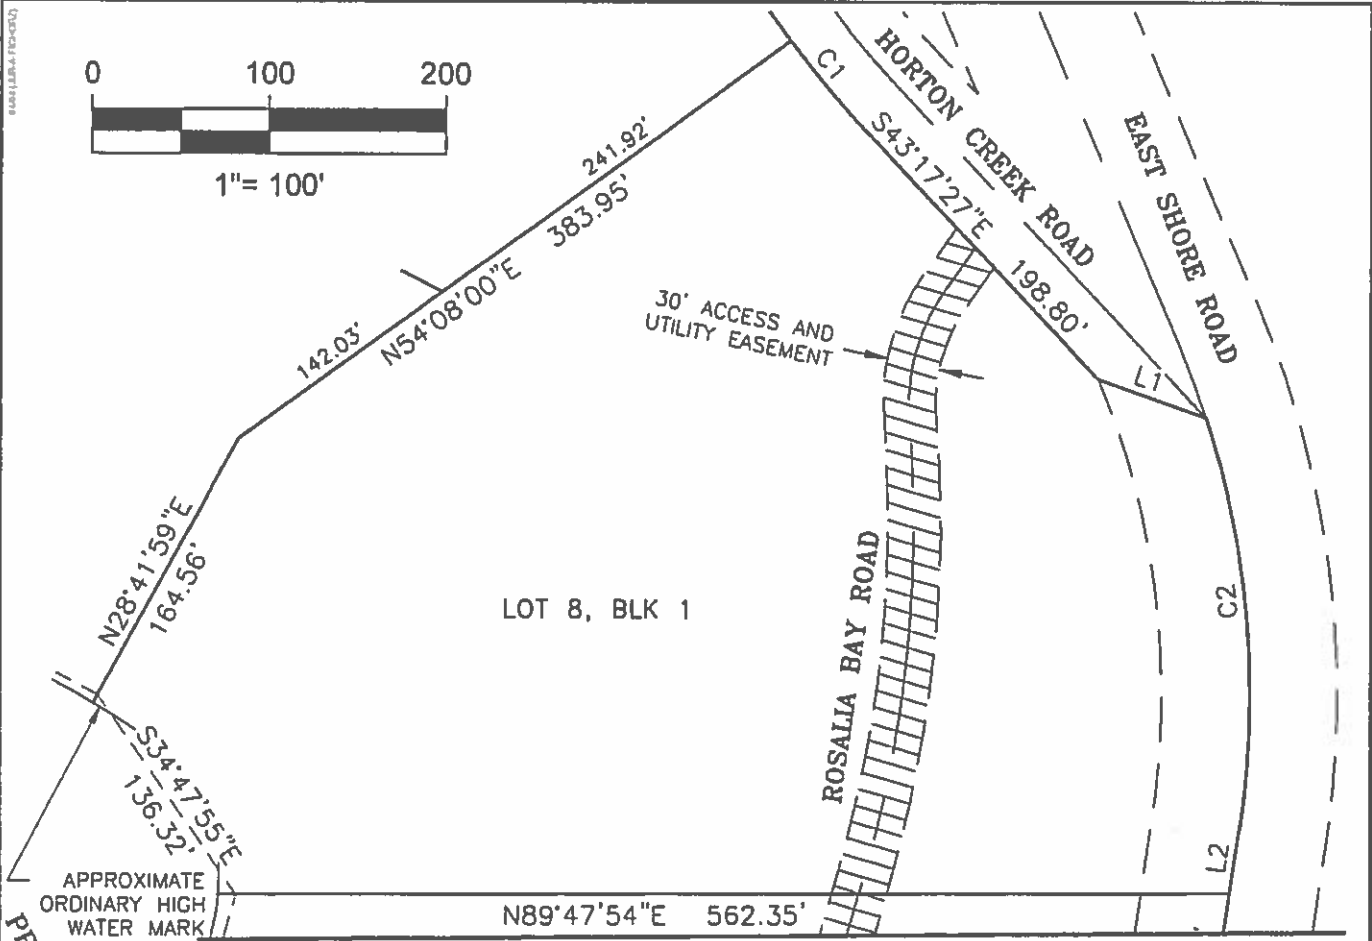 0 100 200
1"= 100'
C1
HORTON CREEK ROAD
EAST SHORE ROAD
241.92'
N54°08'00"E 383.95'
142.03'
S43°17'27"E 198.80'
30' ACCESS AND
UTILITY EASEMENT
L1
N28°41'59"E
164.56'
LOT 8, BLK 1
ROSALIA BAY ROAD
C2
S34°47'55"E
136.32'
L2
APPROXIMATE
ORDINARY HIGH
WATER MARK
N89°47'54"E 562.35'